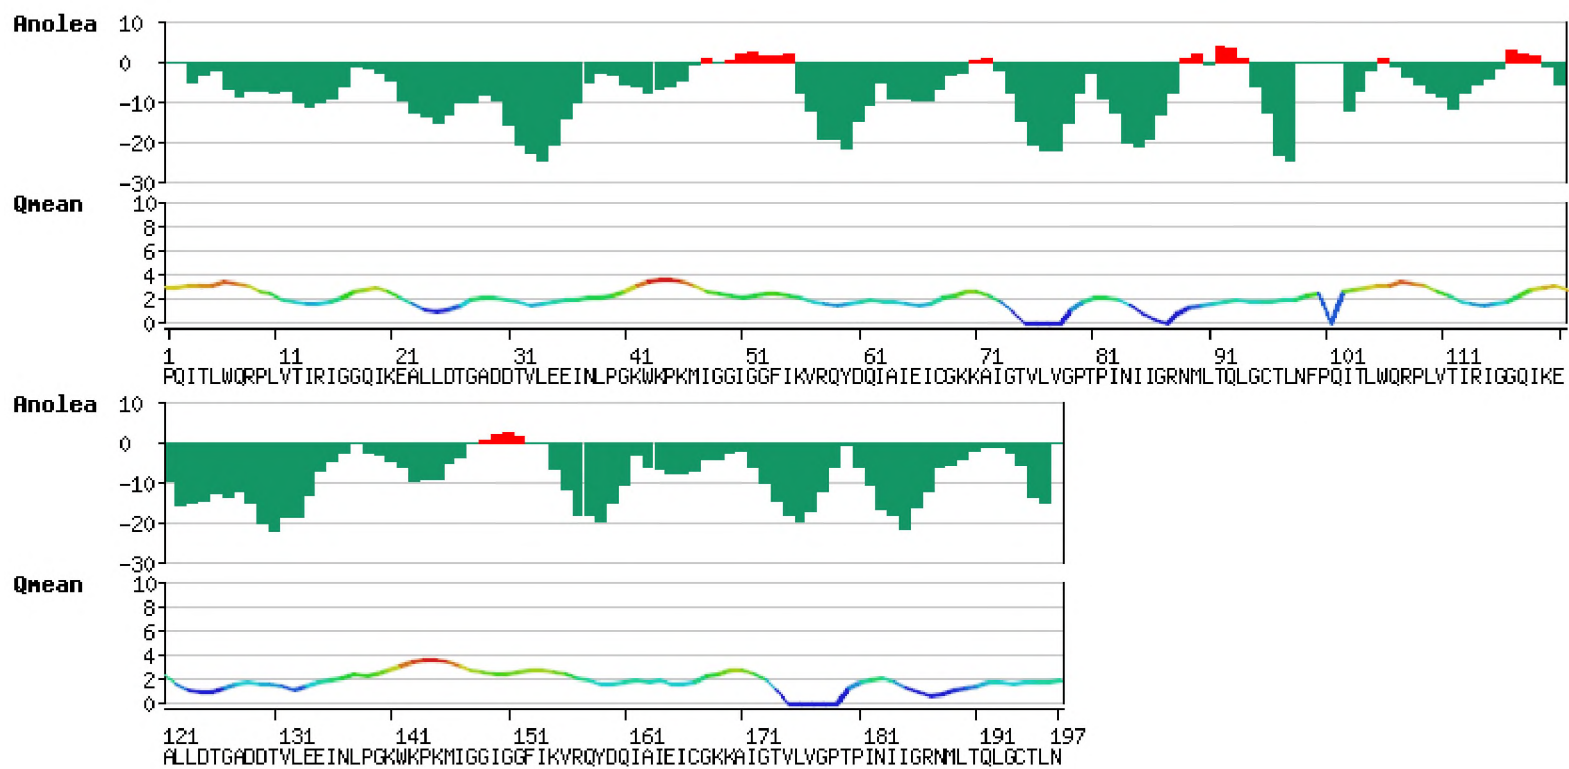 Anolea
10
0
-10
-20
-30
Qmean
10
8
6
4
2
0
1 11 21 31 41 51 61 71 81 91 101 111
PQITLWQRPLVTIRIGGQIKEALLDTGADDTVLEEINLPGKWKPKMIGGIGGFIKVRQYDQIAIEICGKKAIGTVLVGPTPINIIGRNMLTQLGCTLNFPQITLWQRPLVTIRIGGQIKE
Anolea
10
0
-10
-20
-30
Qmean
10
8
6
4
2
0
121 131 141 151 161 171 181 191 197
ALLDTGADDTVLEEINLPGKWKPKMIGGIGGFIKVRQYDQIAIEICGKKAIGTVLVGPTPINIIGRNMLTQLGCTLN